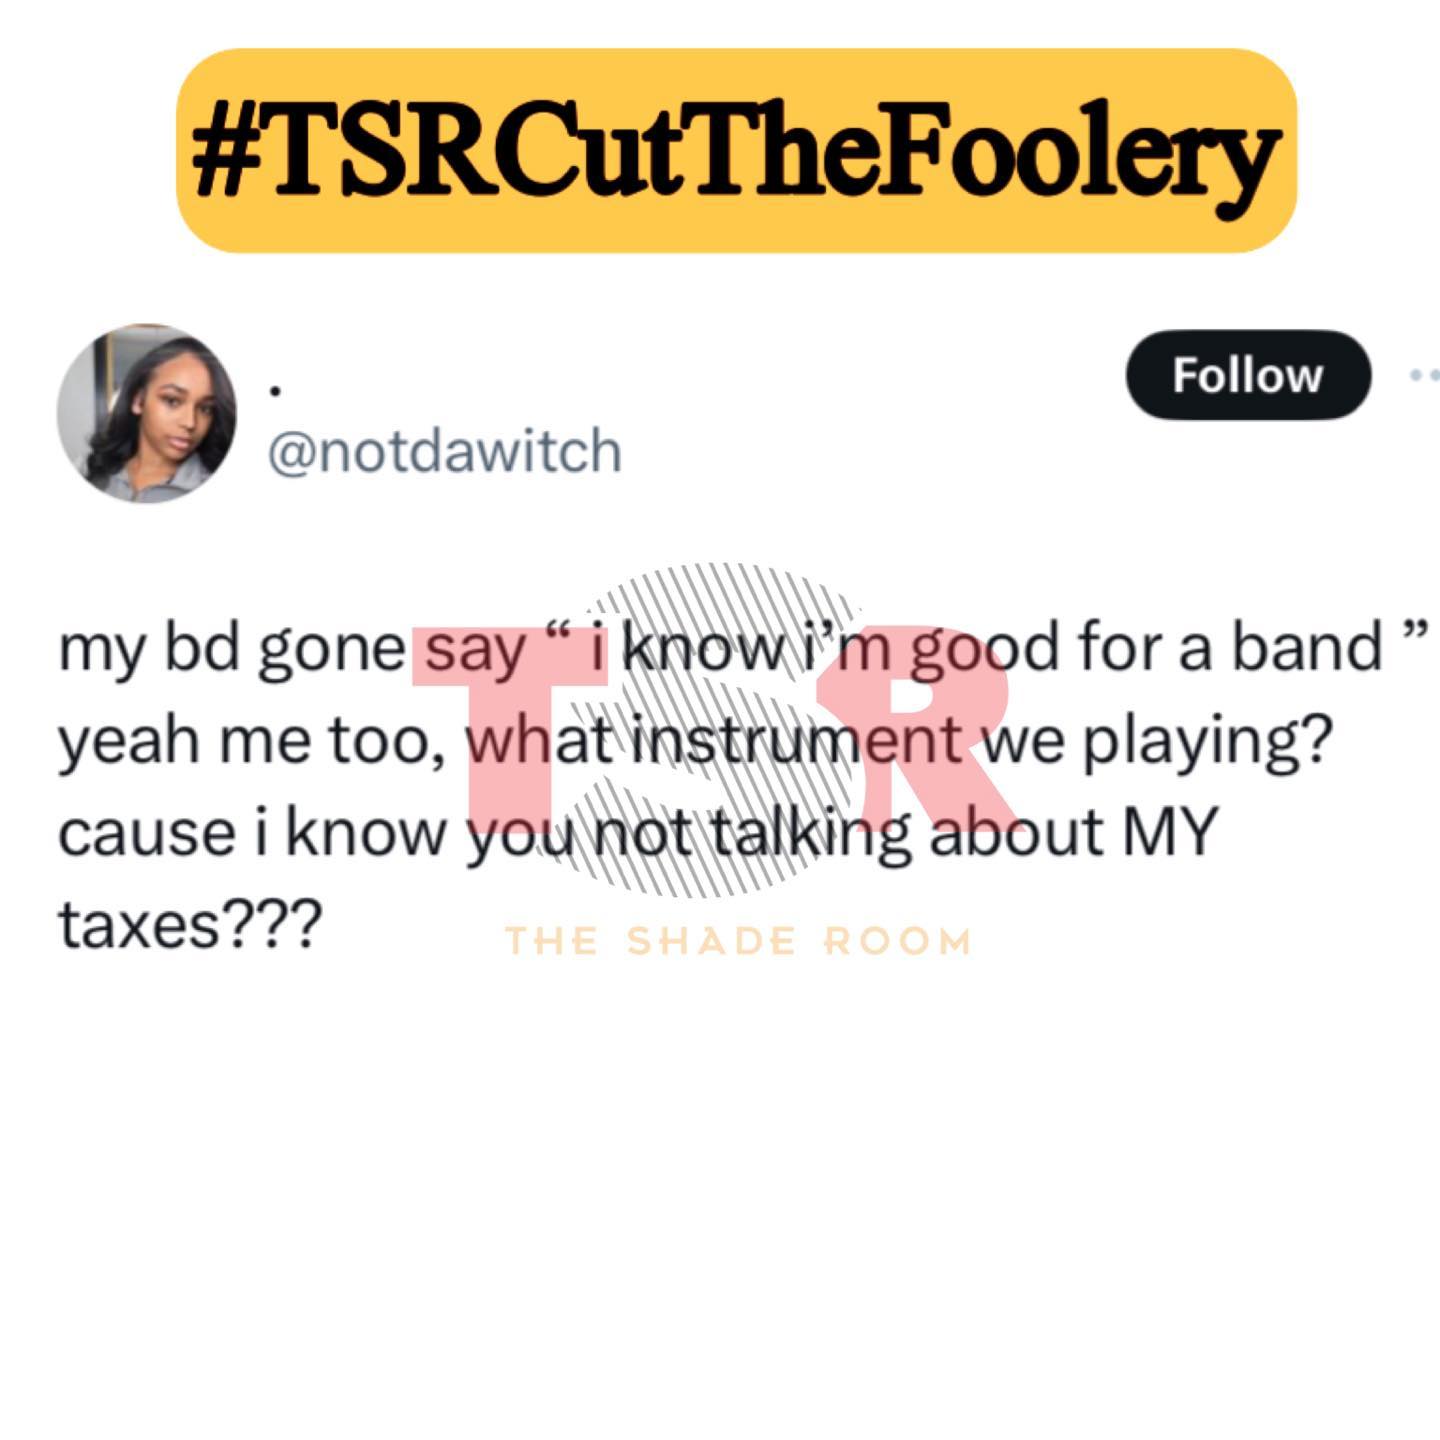 #TSRCutTheFoolery
.
Follow
@notdawitch
my bd gone say “ i know i’m good for a band ”
yeah me too, what instrument we playing?
cause i know you not talking about MY
taxes???
TSR
THE SHADE ROOM